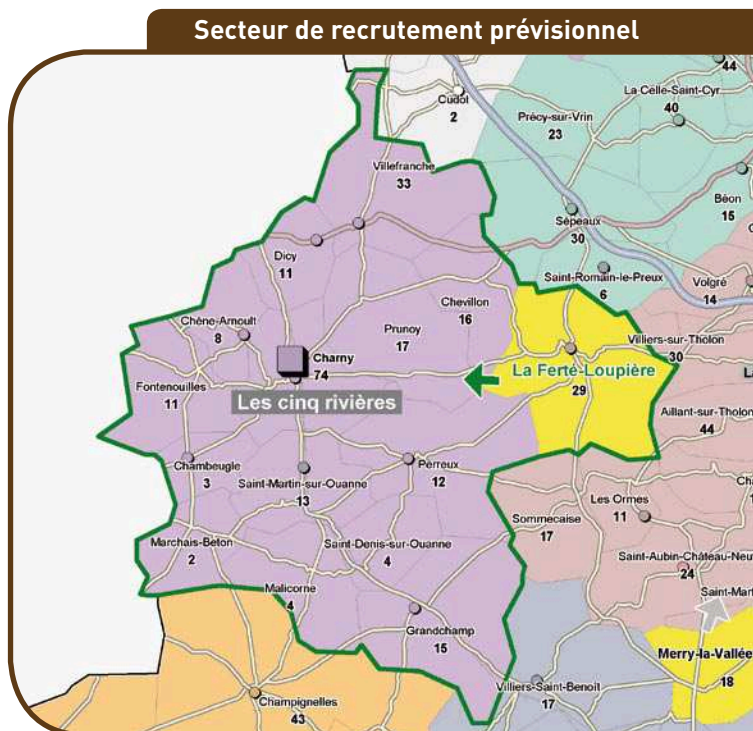 Secteur de recrutement prévisionnel
44
La Celle-Saint-Cyr
40
Cudot
2
Précy-sur-Vrin
23
Villefranche
33
Béon
15
Sépeaux
30
Dicy
11
Saint-Romain-le-Preux
6
Volgré
14
Chevillon
16
Chêne-Arnoult
8
Prunoy
17
Villiers-sur-Tholon
30
Charny
74
La Ferté-Loupière
29
Fontenouilles
11
Les cinq rivières
Aillant-sur-Tholon
44
Chambeugle
3
Perreux
12
Saint-Martin-sur-Ouanne
13
Les Ormes
11
Sommecaise
17
Marchais-Beton
2
Saint-Denis-sur-Ouanne
4
Saint-Aubin-Château-Neuf
24
Malicorne
4
Saint-Mart
Grandchamp
15
Merry-la-Vallée
18
Villiers-Saint-Benoît
17
Champignelles
43